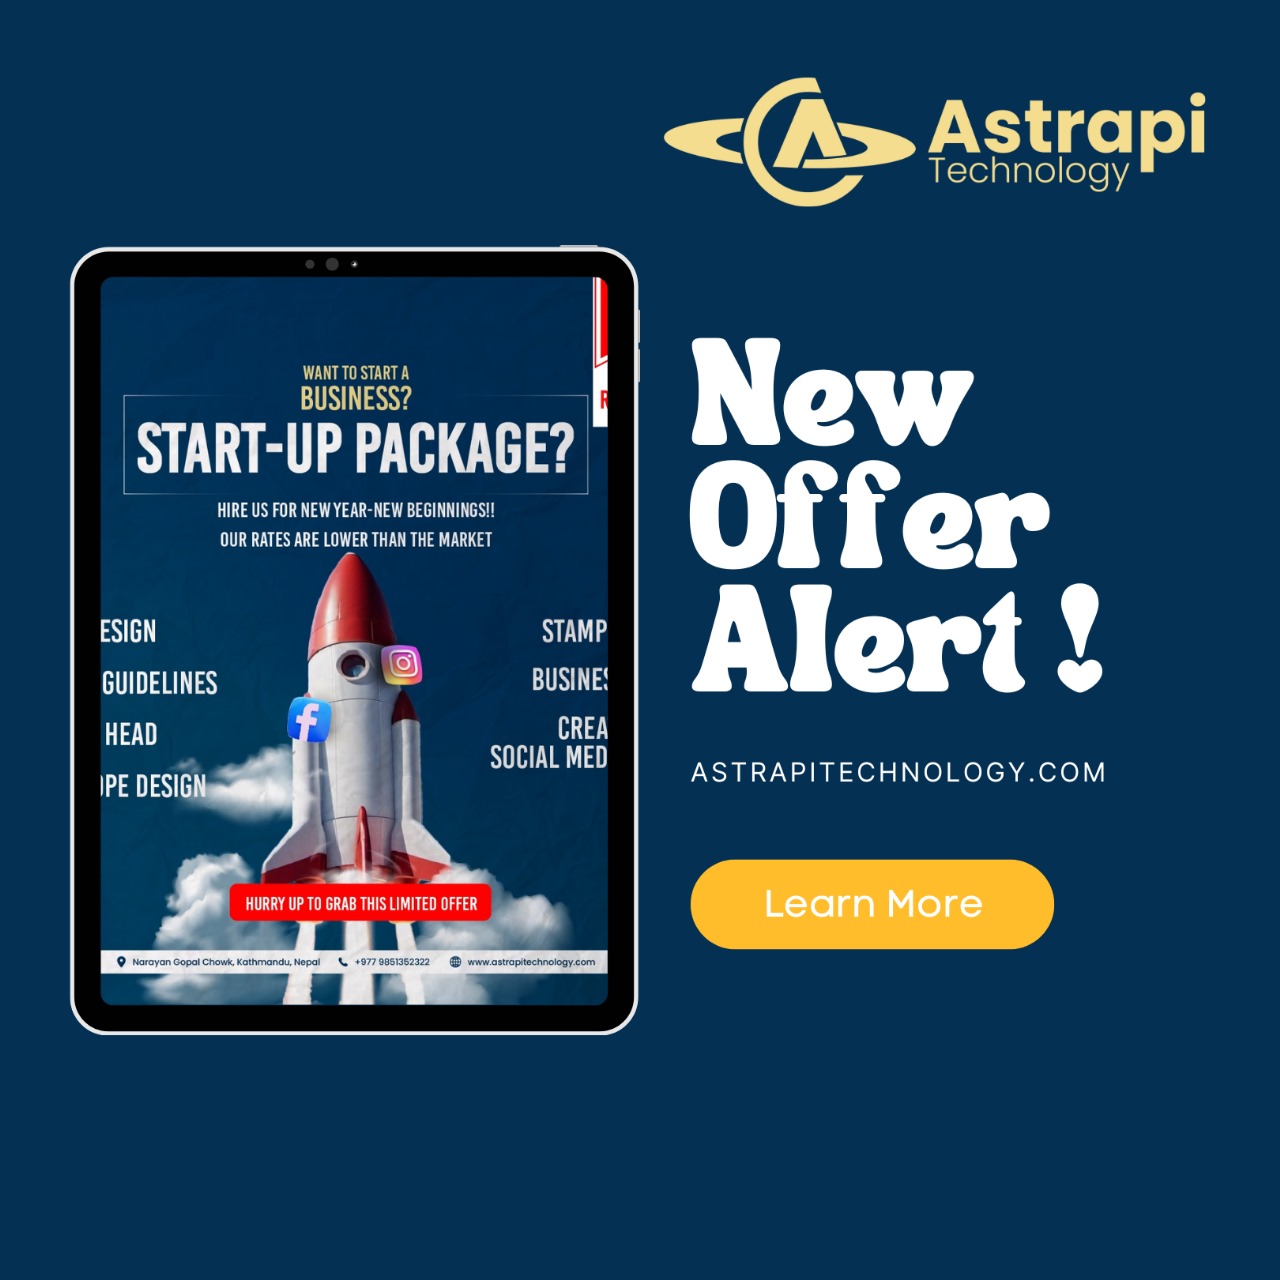 Astrapi
Technology
WANT TO START A
BUSINESS?
START-UP PACKAGE?
HIRE US FOR NEW YEAR-NEW BEGINNINGS!!
OUR RATES ARE LOWER THAN THE MARKET
ESIGN
GUIDELINES
HEAD
OPE DESIGN
STAMP
BUSINES
CREA
SOCIAL MED
HURRY UP TO GRAB THIS LIMITED OFFER
Narayan Gopal Chowk, Kathmandu, Nepal +977 9851352322 www.astrapitechnology.com
New
Offer
Alert !
ASTRAPITECHNOLOGY.COM
Learn More